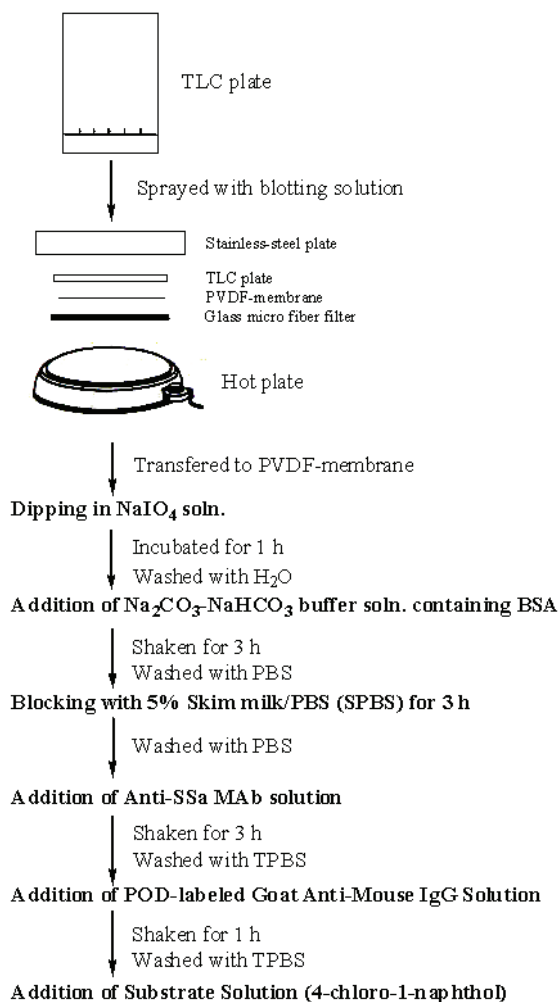 TLC plate
Sprayed with blotting solution
Stainless-steel plate
TLC plate
PVDF-membrane
Glass micro fiber filter
Hot plate
Transfered to PVDF-membrane
Dipping in NaIO₄ soln.
Incubated for 1 h
Washed with H₂O
Addition of Na₂CO₃-NaHCO₃ buffer soln. containing BSA
Shaken for 3 h
Washed with PBS
Blocking with 5% Skim milk/PBS (SPBS) for 3 h
Washed with PBS
Addition of Anti-SSa MAb solution
Shaken for 3 h
Washed with TPBS
Addition of POD-labeled Goat Anti-Mouse IgG Solution
Shaken for 1 h
Washed with TPBS
Addition of Substrate Solution (4-chloro-1-naphthol)